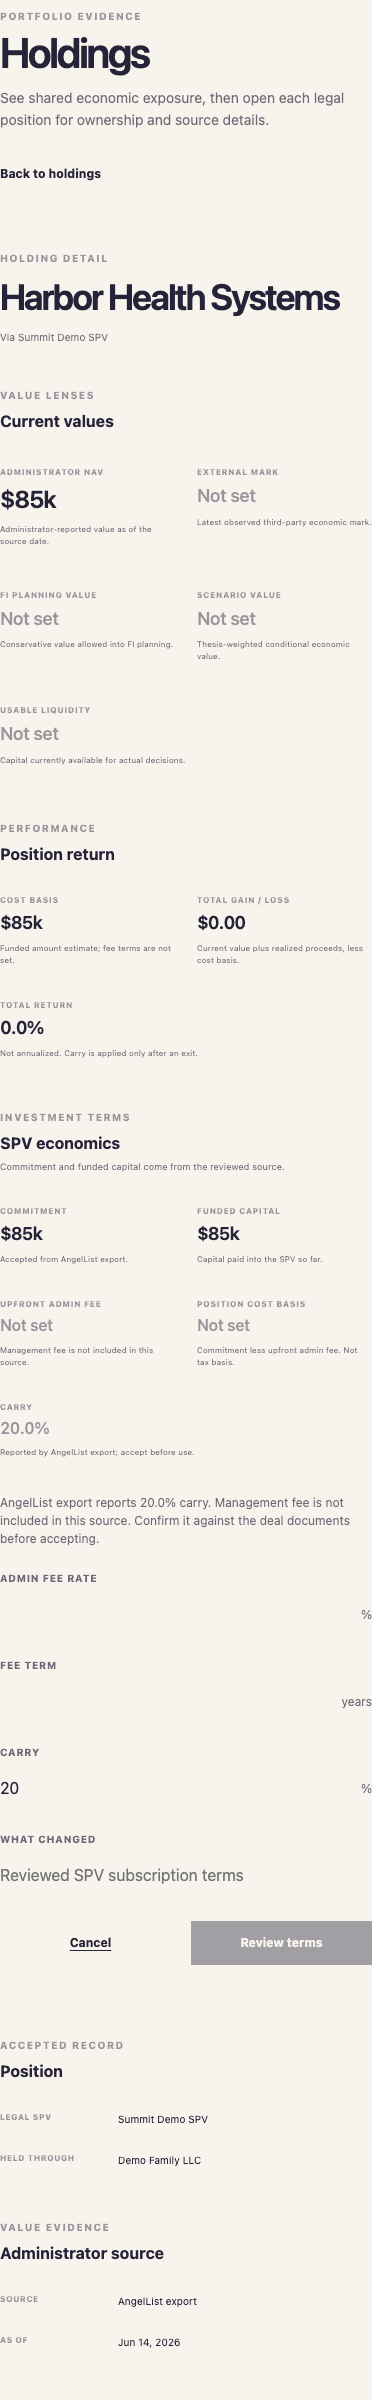 PORTFOLIO EVIDENCE
Holdings
See shared economic exposure, then open each legal
position for ownership and source details.
Back to holdings
HOLDING DETAIL
Harbor Health Systems
Via Summit Demo SPV
VALUE LENSES
Current values
ADMINISTRATOR NAV
$85k
Administrator-reported value as of the
source date.
EXTERNAL MARK
Not set
Latest observed third-party economic mark.
FI PLANNING VALUE
Not set
Conservative value allowed into FI planning.
SCENARIO VALUE
Not set
Thesis-weighted conditional economic
value.
USABLE LIQUIDITY
Not set
Capital currently available for actual decisions.
PERFORMANCE
Position return
COST BASIS
$85k
Funded amount estimate; fee terms are not
set.
TOTAL GAIN / LOSS
$0.00
Current value plus realized proceeds, less
cost basis.
TOTAL RETURN
0.0%
Not annualized. Carry is applied only after an exit.
INVESTMENT TERMS
SPV economics
Commitment and funded capital come from the reviewed source.
COMMITMENT
$85k
Accepted from AngelList export.
FUNDED CAPITAL
$85k
Capital paid into the SPV so far.
UPFRONT ADMIN FEE
Not set
Management fee is not included in this
source.
POSITION COST BASIS
Not set
Commitment less upfront admin fee. Not
tax basis.
CARRY
20.0%
Reported by AngelList export; accept before use.
AngelList export reports 20.0% carry. Management fee is not
included in this source. Confirm it against the deal documents
before accepting.
ADMIN FEE RATE
%
FEE TERM
years
CARRY
20 %
WHAT CHANGED
Reviewed SPV subscription terms
Cancel
Review terms
ACCEPTED RECORD
Position
LEGAL SPV
Summit Demo SPV
HELD THROUGH
Demo Family LLC
VALUE EVIDENCE
Administrator source
SOURCE
AngelList export
AS OF
Jun 14, 2026